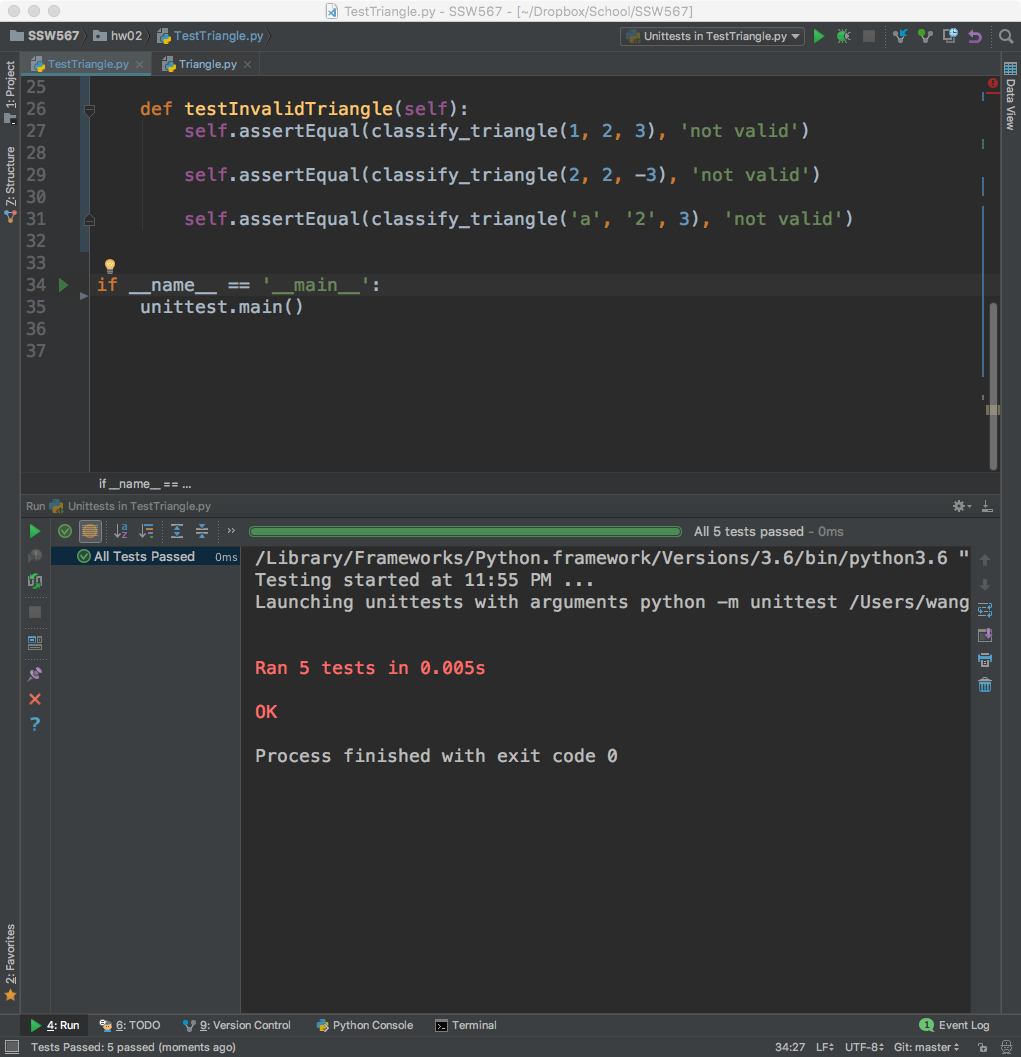 TestTriangle.py - SSW567 - [~/Dropbox/School/SSW567]
SSW567 hw02 TestTriangle.py Unittests in TestTriangle.py
TestTriangle.py Triangle.py
1: Project
Z: Structure
2: Favorites
Data View
25
26 def testInvalidTriangle(self):
27 self.assertEqual(classify_triangle(1, 2, 3), 'not valid')
28
29 self.assertEqual(classify_triangle(2, 2, -3), 'not valid')
30
31 self.assertEqual(classify_triangle('a', '2', 3), 'not valid')
32
33
34 if __name__ == '__main__':
35 unittest.main()
36
37
if __name__ == ...
Run Unittests in TestTriangle.py
All 5 tests passed - 0ms
All Tests Passed 0ms
/Library/Frameworks/Python.framework/Versions/3.6/bin/python3.6 "
Testing started at 11:55 PM ...
Launching unittests with arguments python -m unittest /Users/wang
Ran 5 tests in 0.005s
OK
Process finished with exit code 0
4: Run 6: TODO 9: Version Control Python Console Terminal 1 Event Log
Tests Passed: 5 passed (moments ago) 34:27 LF UTF-8 Git: master